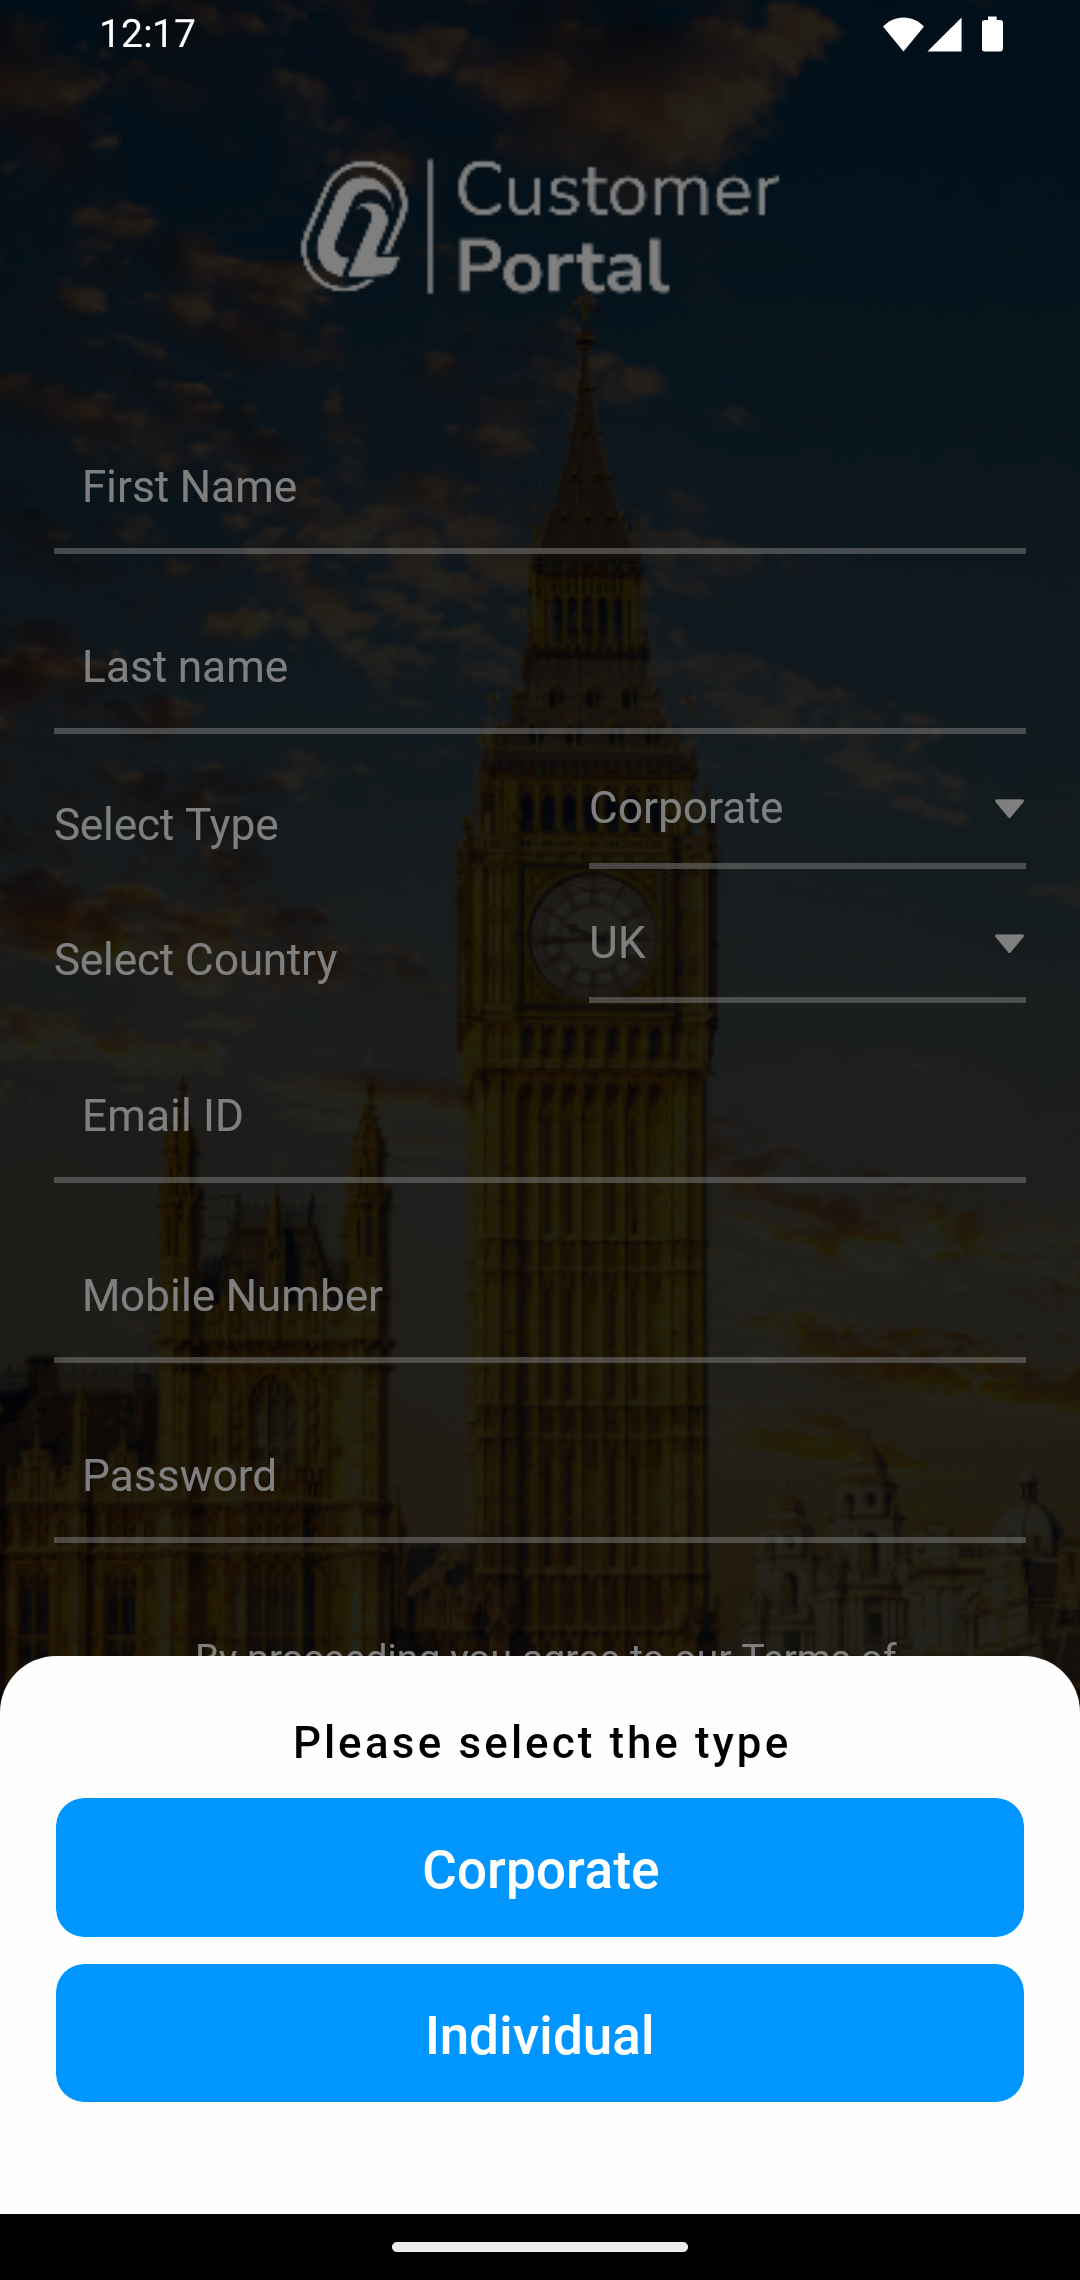 12:17
Customer
Portal
First Name
Last name
Select Type
Corporate
Select Country
UK
Email ID
Mobile Number
Password
By proceeding you agree to our Terms of
Please select the type
Corporate
Individual